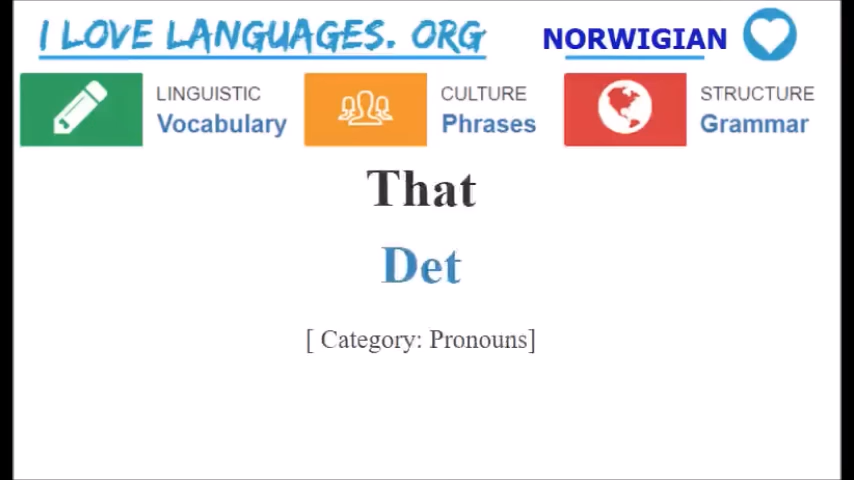 I LOVE LANGUAGES. ORG
NORWIGIAN
LINGUISTIC
Vocabulary
CULTURE
Phrases
STRUCTURE
Grammar
That
Det
[ Category: Pronouns]